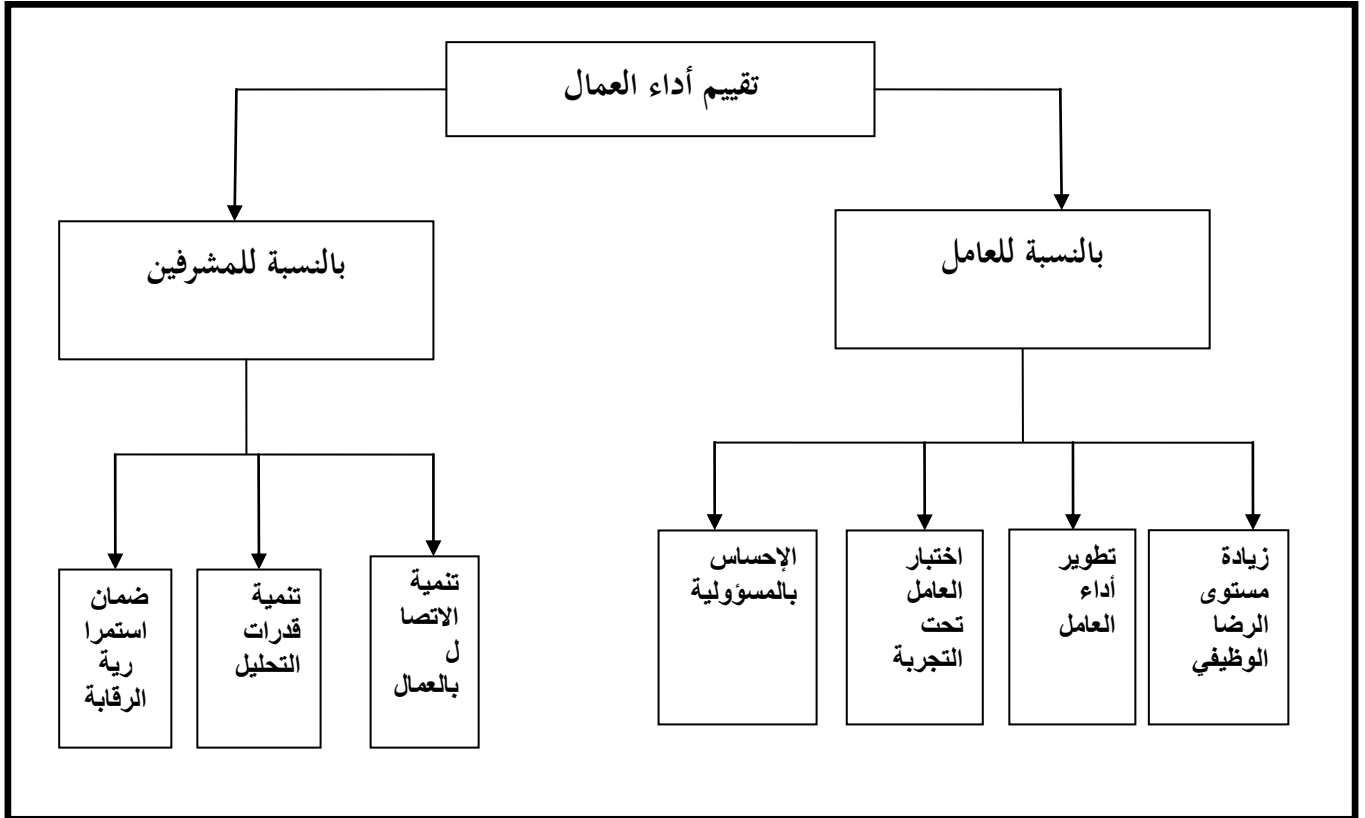 تقييم أداء العمال
بالنسبة للعامل
بالنسبة للمشرفين
زيادة
مستوى
الرضا
الوظيفي
تطوير
أداء
العامل
اختبار
العامل
تحت
التجربة
الإحساس
بالمسؤولية
تنمية
الاتصا
ل
بالعمال
تنمية
قدرات
التحليل
ضمان
استمرا
رية
الرقابة